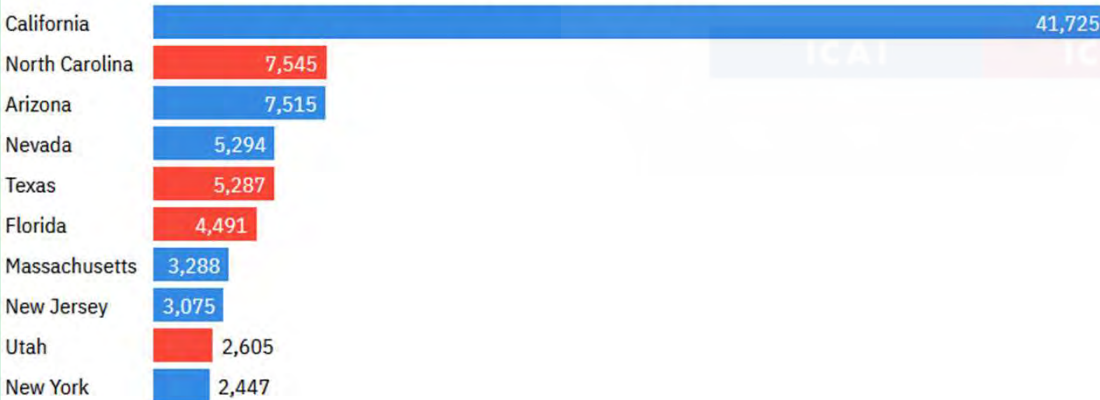 California 41,725
North Carolina 7,545
Arizona 7,515
Nevada 5,294
Texas 5,287
Florida 4,491
Massachusetts 3,288
New Jersey 3,075
Utah 2,605
New York 2,447